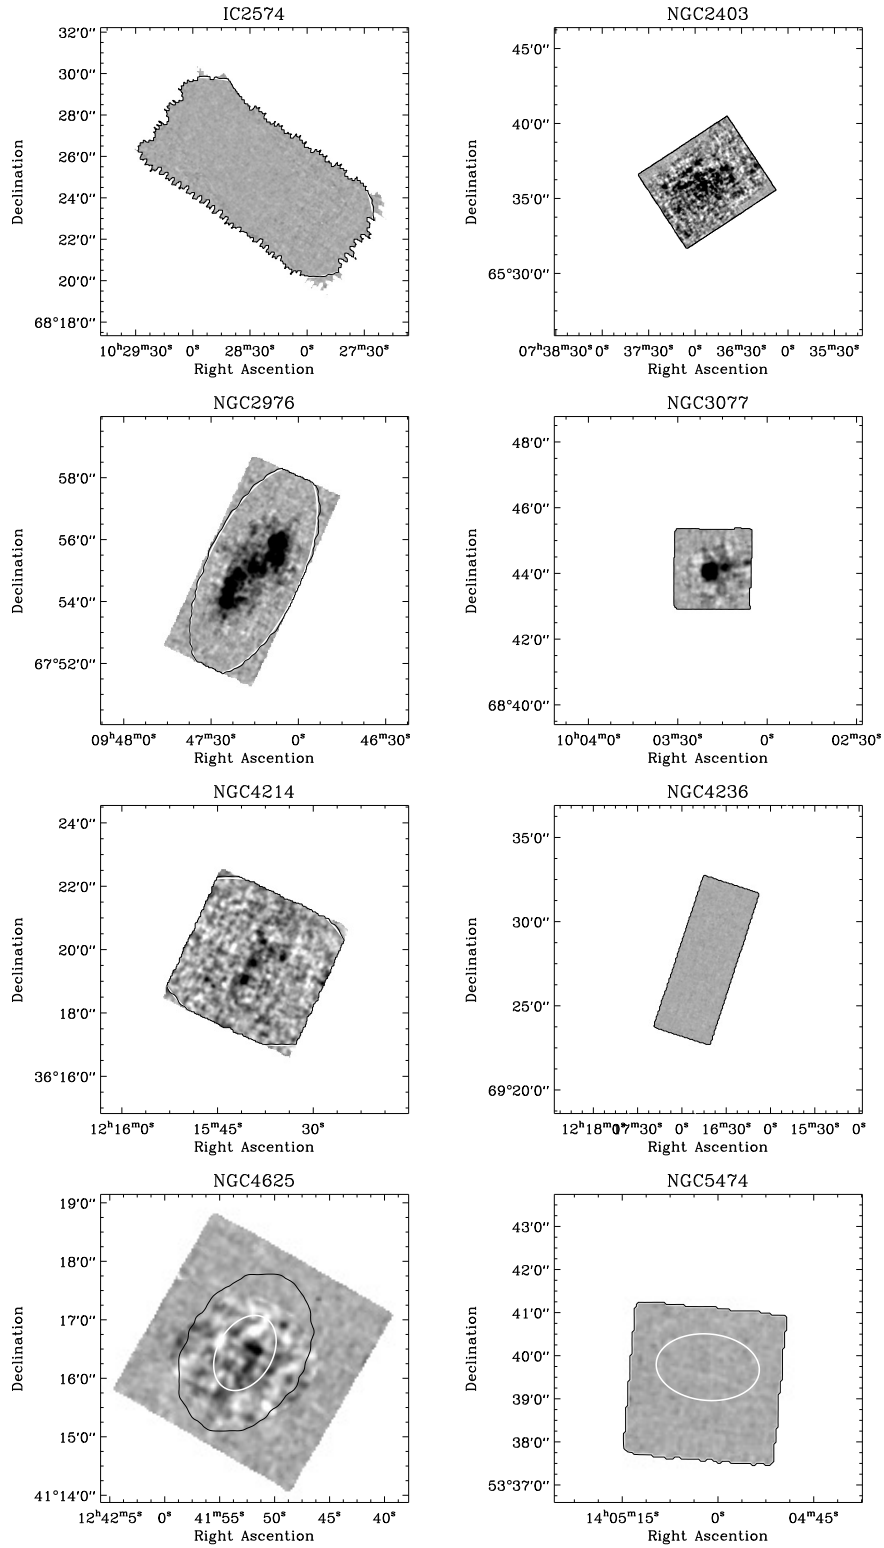 IC2574
NGC2403
32'0''
30'0''
28'0''
26'0''
24'0''
22'0''
20'0''
68°18'0''
Declination
10ʰ29ᵐ30ˢ 0ˢ 28ᵐ30ˢ 0ˢ 27ᵐ30ˢ
Right Ascention
45'0''
40'0''
35'0''
65°30'0''
Declination
07ʰ38ᵐ30ˢ 0ˢ 37ᵐ30ˢ 0ˢ 36ᵐ30ˢ 0ˢ 35ᵐ30ˢ
Right Ascention
NGC2976
NGC3077
58'0''
56'0''
54'0''
67°52'0''
Declination
09ʰ48ᵐ0ˢ 47ᵐ30ˢ 0ˢ 46ᵐ30ˢ
Right Ascention
48'0''
46'0''
44'0''
42'0''
68°40'0''
Declination
10ʰ04ᵐ0ˢ 03ᵐ30ˢ 0ˢ 02ᵐ30ˢ
Right Ascention
NGC4214
NGC4236
24'0''
22'0''
20'0''
18'0''
36°16'0''
Declination
12ʰ16ᵐ0ˢ 15ᵐ45ˢ 30ˢ
Right Ascention
35'0''
30'0''
25'0''
69°20'0''
Declination
12ʰ18ᵐ0ˢ 17ᵐ30ˢ 0ˢ 16ᵐ30ˢ 0ˢ 15ᵐ30ˢ 0ˢ
Right Ascention
NGC4625
NGC5474
19'0''
18'0''
17'0''
16'0''
15'0''
41°14'0''
Declination
12ʰ42ᵐ5ˢ 0ˢ 41ᵐ55ˢ 50ˢ 45ˢ 40ˢ
Right Ascention
43'0''
42'0''
41'0''
40'0''
39'0''
38'0''
53°37'0''
Declination
14ʰ05ᵐ15ˢ 0ˢ 04ᵐ45ˢ
Right Ascention